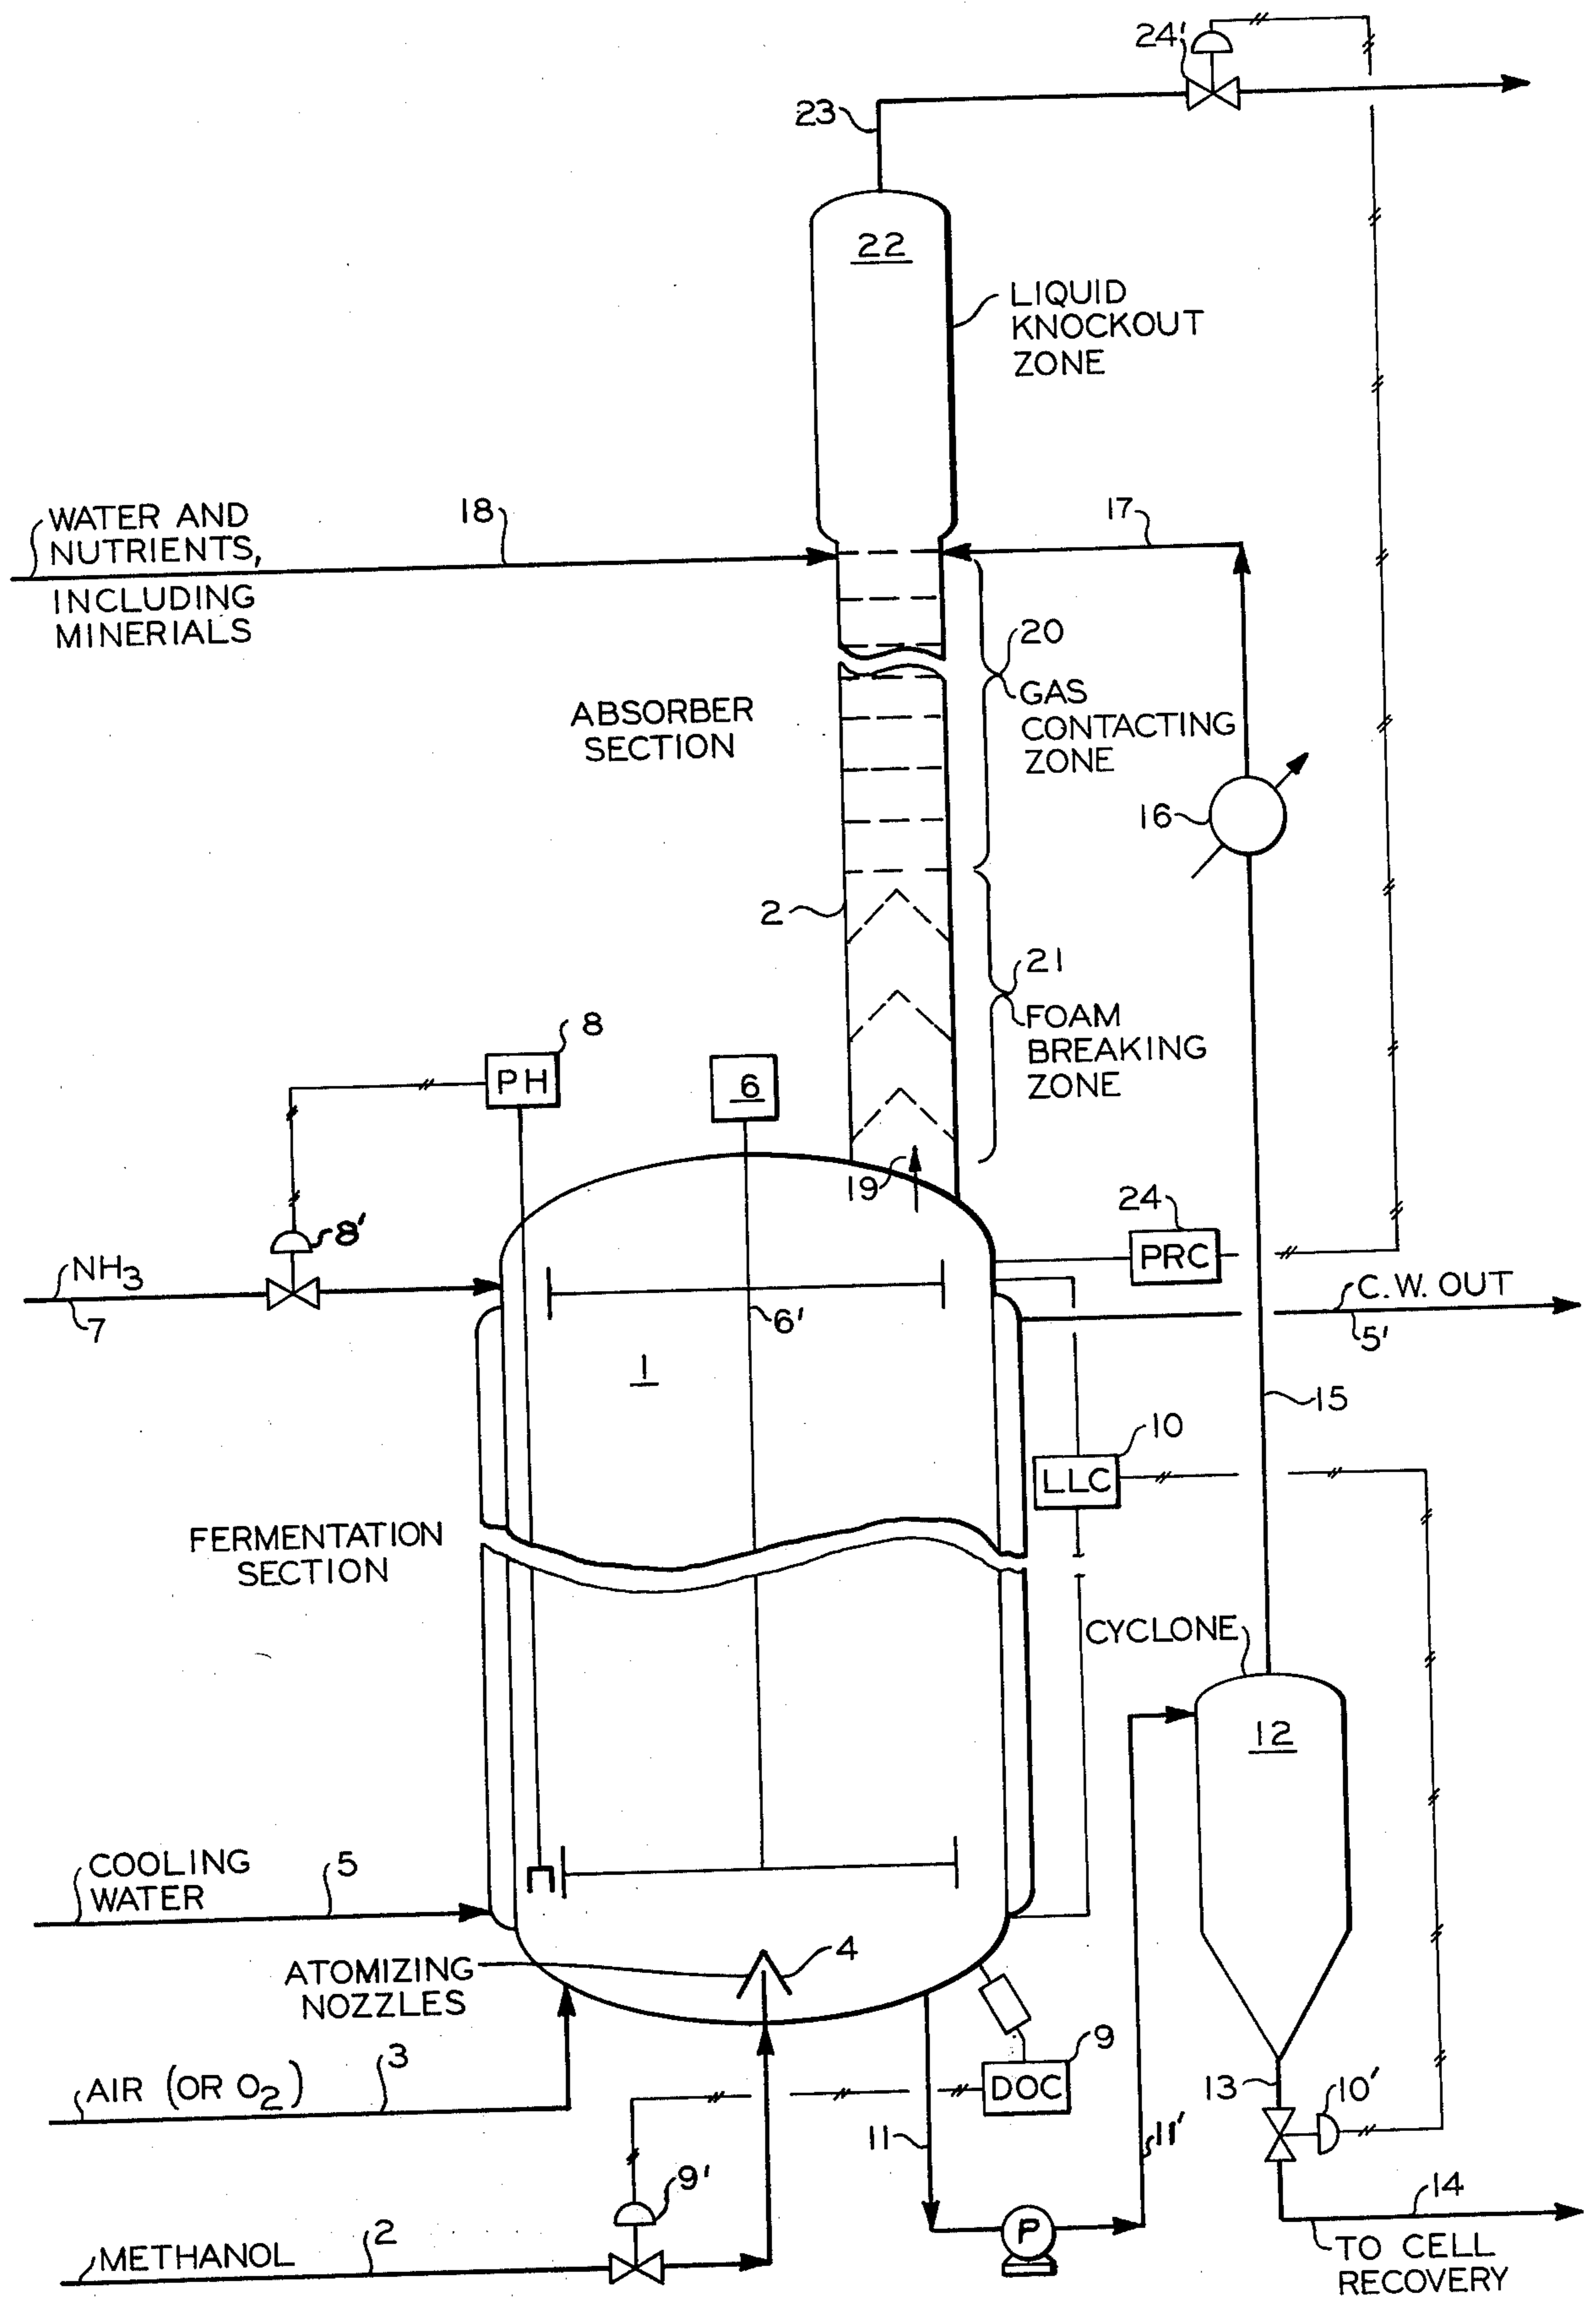 24'
23
22
LIQUID
KNOCKOUT
ZONE
WATER AND
NUTRIENTS,
INCLUDING
MINERIALS
18
17
20
GAS
CONTACTING
ZONE
ABSORBER
SECTION
16
2
21
FOAM
BREAKING
ZONE
8
PH
6
19
24
PRC
8'
NH3
7
C.W. OUT
5'
6'
1
15
10
LLC
FERMENTATION
SECTION
CYCLONE
12
COOLING
WATER
5
ATOMIZING
NOZZLES
4
AIR (OR O2)
3
9
DOC
13
10'
11
11'
9'
P
14
METHANOL
2
TO CELL
RECOVERY